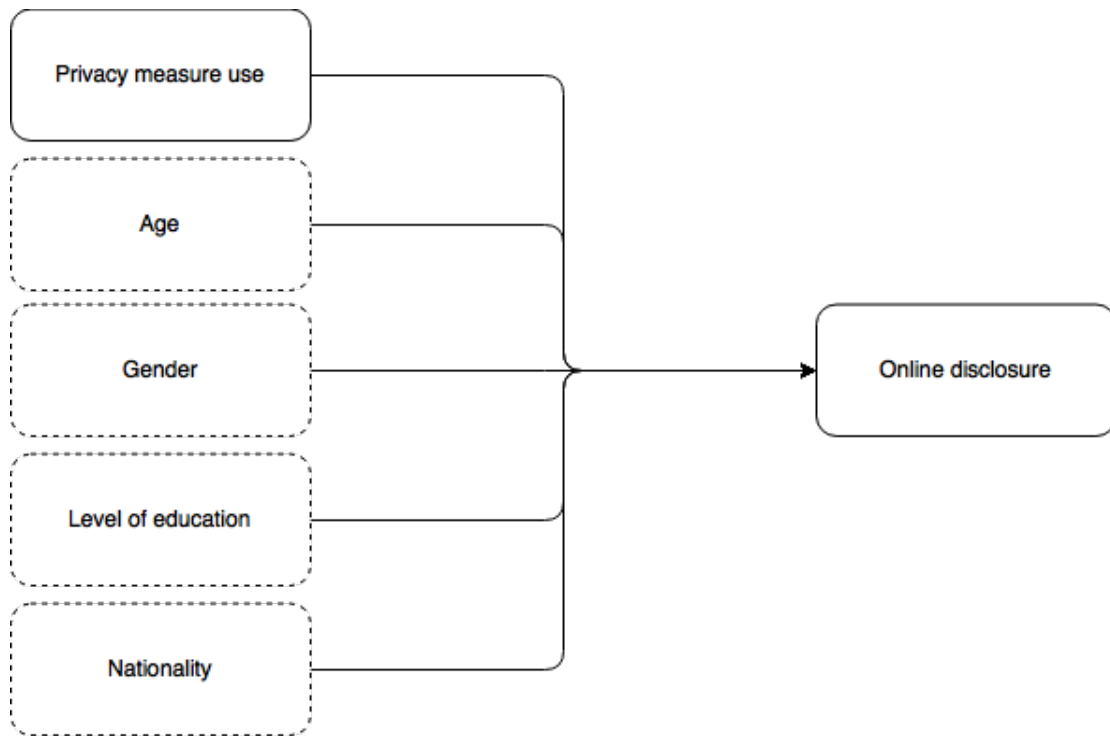 Privacy measure use
Age
Gender
Online disclosure
Level of education
Nationality